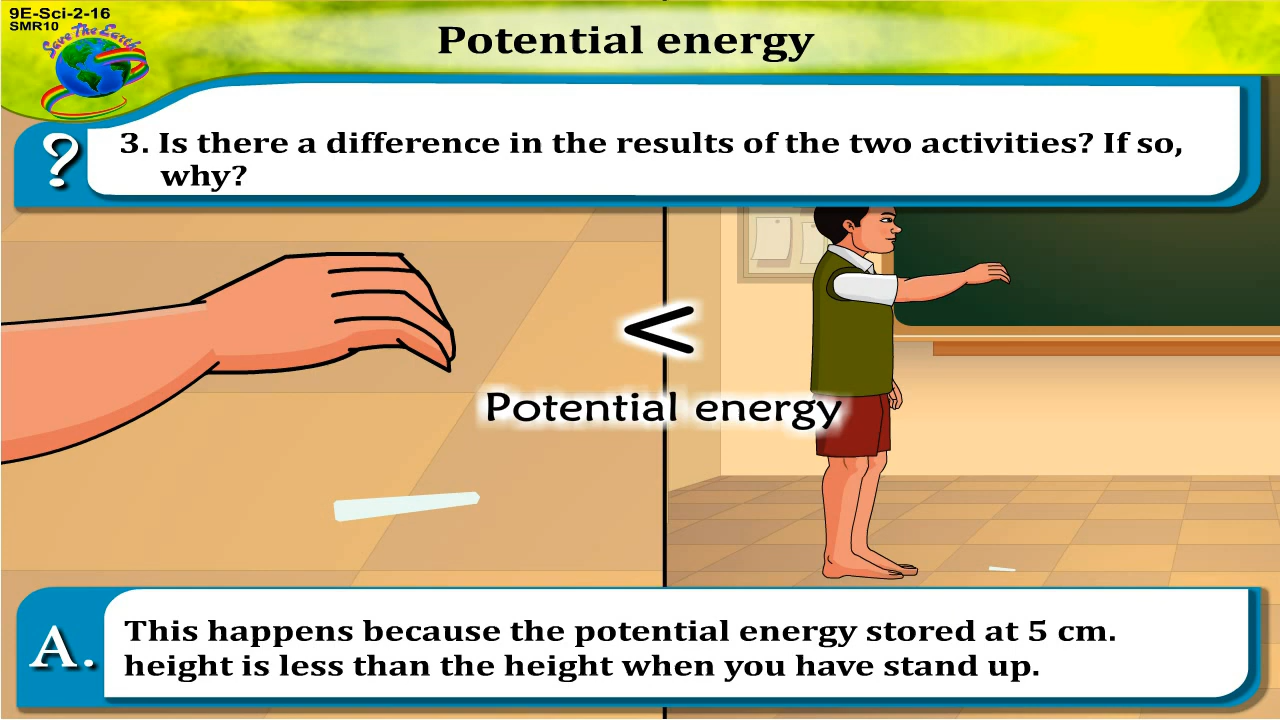 9E-Sci-2-16
SMR10
Save The Earth
Potential energy
?
3. Is there a difference in the results of the two activities? If so,
why?
<
Potential energy
A.
This happens because the potential energy stored at 5 cm.
height is less than the height when you have stand up.